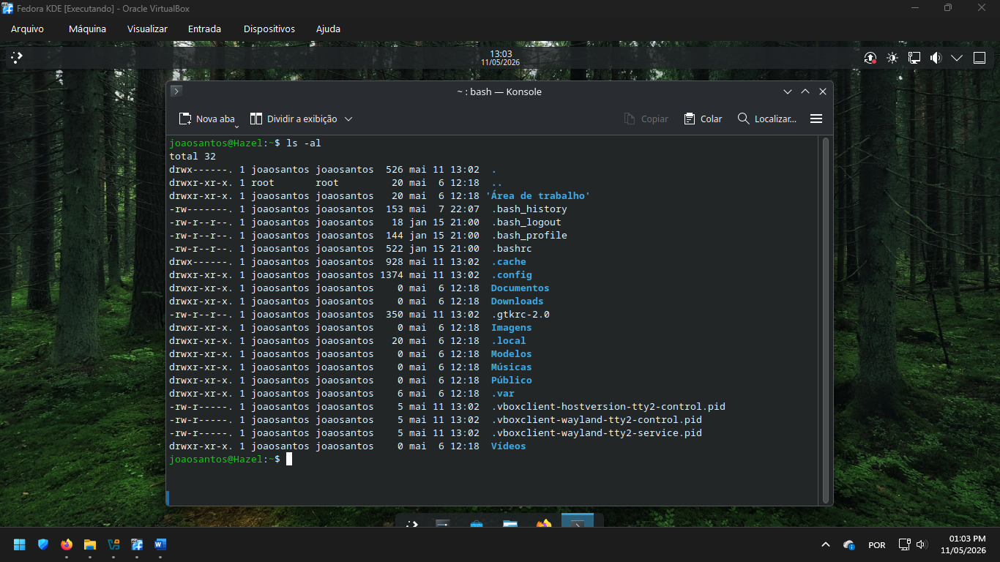 Fedora KDE [Executando] - Oracle VirtualBox
Arquivo Máquina Visualizar Entrada Dispositivos Ajuda
13:03
11/05/2026
~ : bash — Konsole
Nova aba Dividir a exibição Copiar Colar Localizar...
joaosantos@Hazel:~$ ls -al
total 32
drwx------. 1 joaosantos joaosantos  526 mai 11 13:02  .
drwxr-xr-x. 1 root       root         20 mai  6 12:18  ..
drwxr-xr-x. 1 joaosantos joaosantos   20 mai  6 12:18 'Área de trabalho'
-rw-------. 1 joaosantos joaosantos  153 mai  7 22:07  .bash_history
-rw-r--r--. 1 joaosantos joaosantos   18 jan 15 21:00  .bash_logout
-rw-r--r--. 1 joaosantos joaosantos  144 jan 15 21:00  .bash_profile
-rw-r--r--. 1 joaosantos joaosantos  522 jan 15 21:00  .bashrc
drwx------. 1 joaosantos joaosantos  928 mai 11 13:02  .cache
drwxr-xr-x. 1 joaosantos joaosantos 1374 mai 11 13:02  .config
drwxr-xr-x. 1 joaosantos joaosantos    0 mai  6 12:18  Documentos
drwxr-xr-x. 1 joaosantos joaosantos    0 mai  6 12:18  Downloads
-rw-r--r--. 1 joaosantos joaosantos  350 mai 11 13:02  .gtkrc-2.0
drwxr-xr-x. 1 joaosantos joaosantos    0 mai  6 12:18  Imagens
drwxr-xr-x. 1 joaosantos joaosantos   20 mai  6 12:18  .local
drwxr-xr-x. 1 joaosantos joaosantos    0 mai  6 12:18  Modelos
drwxr-xr-x. 1 joaosantos joaosantos    0 mai  6 12:18  Músicas
drwxr-xr-x. 1 joaosantos joaosantos    0 mai  6 12:18  Público
drwxr-xr-x. 1 joaosantos joaosantos    6 mai  6 12:18  .var
-rw-r-----. 1 joaosantos joaosantos    5 mai 11 13:02  .vboxclient-hostversion-tty2-control.pid
-rw-r-----. 1 joaosantos joaosantos    5 mai 11 13:02  .vboxclient-wayland-tty2-control.pid
-rw-r-----. 1 joaosantos joaosantos    5 mai 11 13:02  .vboxclient-wayland-tty2-service.pid
drwxr-xr-x. 1 joaosantos joaosantos    0 mai  6 12:18  Vídeos
joaosantos@Hazel:~$
POR
01:03 PM
11/05/2026